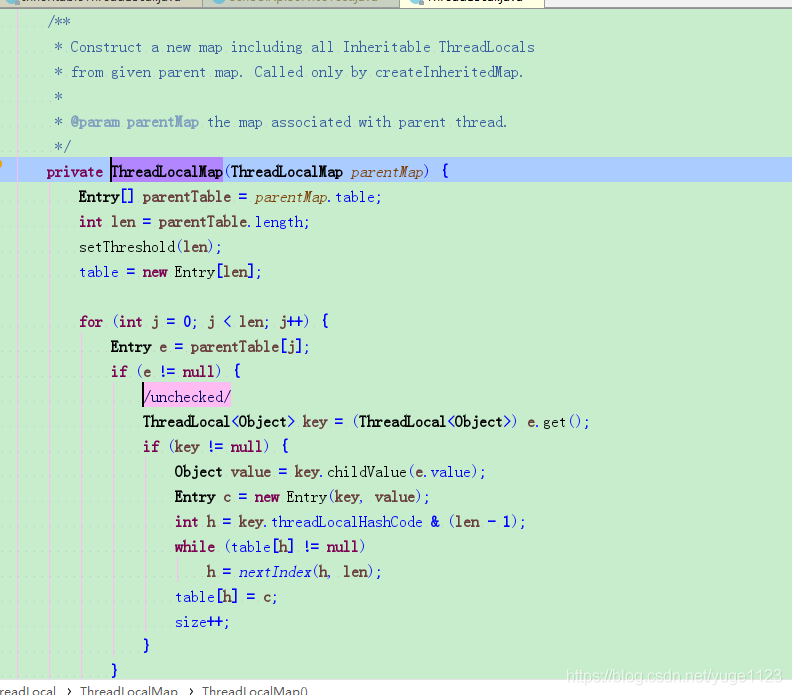 /**
* Construct a new map including all Inheritable ThreadLocals
* from given parent map. Called only by createInheritedMap.
*
* @param parentMap the map associated with parent thread.
*/
private ThreadLocalMap(ThreadLocalMap parentMap) {
Entry[] parentTable = parentMap.table;
int len = parentTable.length;
setThreshold(len);
table = new Entry[len];
for (int j = 0; j < len; j++) {
Entry e = parentTable[j];
if (e != null) {
/unchecked/
ThreadLocal<Object> key = (ThreadLocal<Object>) e.get();
if (key != null) {
Object value = key.childValue(e.value);
Entry c = new Entry(key, value);
int h = key.threadLocalHashCode & (len - 1);
while (table[h] != null)
h = nextIndex(h, len);
table[h] = c;
size++;
}
}
https://blog.csdn.net/yuge1123
readLocal › ThreadLocalMap › ThreadLocalMap()